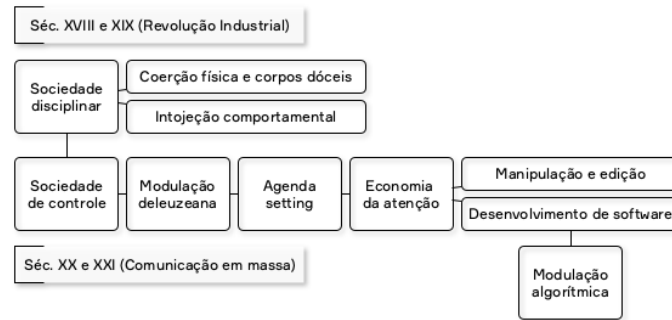 Séc. XVIII e XIX (Revolução Industrial)
Sociedade
disciplinar
Coerção física e corpos dóceis
Intojeção comportamental
Sociedade
de controle
Modulação
deleuzeana
Agenda
setting
Economia
da atenção
Manipulação e edição
Desenvolvimento de software
Séc. XX e XXI (Comunicação em massa)
Modulação
algorítmica